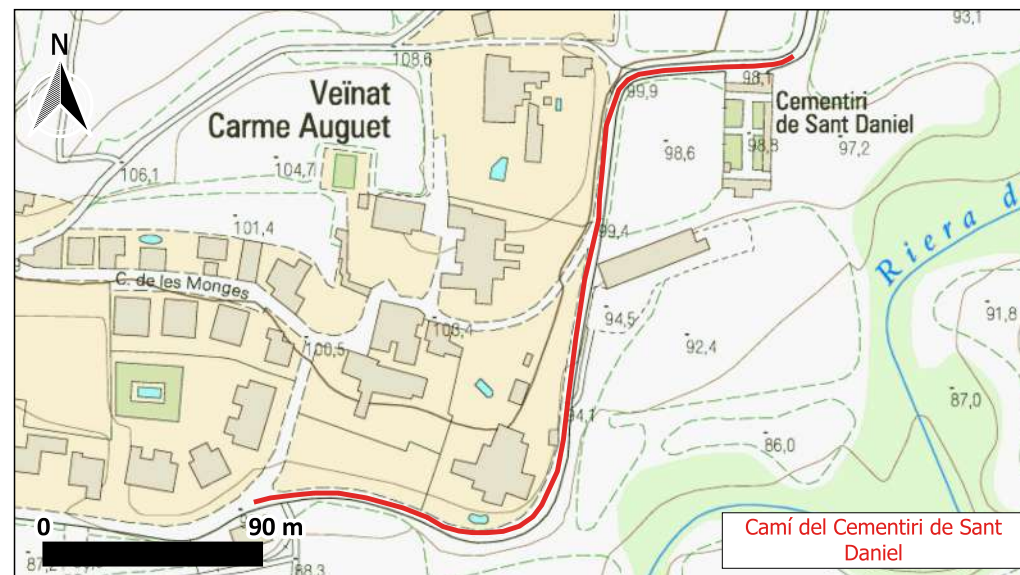 93,1
N
108,6
98,1
99,9
Veïnat
Carme Auguet
Cementiri
de Sant Daniel
98,6
98,8
97,2
104,7
106,1
101,4
99,4
Riera d
C. de les Monges
94,5
91,8
103,4
100,5
92,4
87,0
94,1
86,0
0
90 m
88,3
Camí del Cementiri de Sant
Daniel